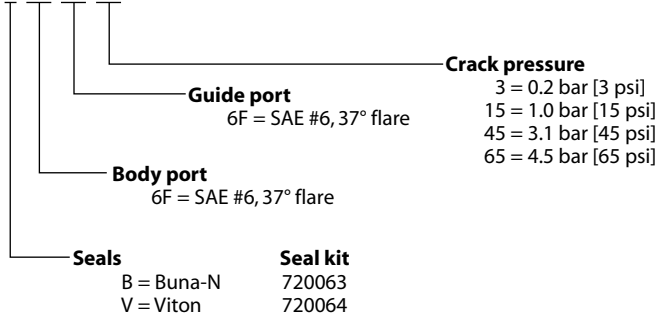 Crack pressure
3 = 0.2 bar [3 psi]
15 = 1.0 bar [15 psi]
45 = 3.1 bar [45 psi]
65 = 4.5 bar [65 psi]
Guide port
6F = SAE #6, 37° flare
Body port
6F = SAE #6, 37° flare
Seals Seal kit
B = Buna-N 720063
V = Viton 720064